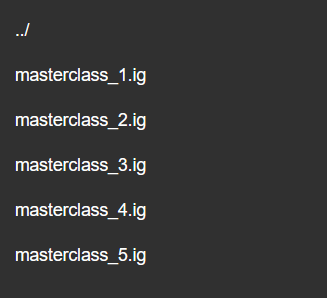 ../
masterclass_1.ig
masterclass_2.ig
masterclass_3.ig
masterclass_4.ig
masterclass_5.ig